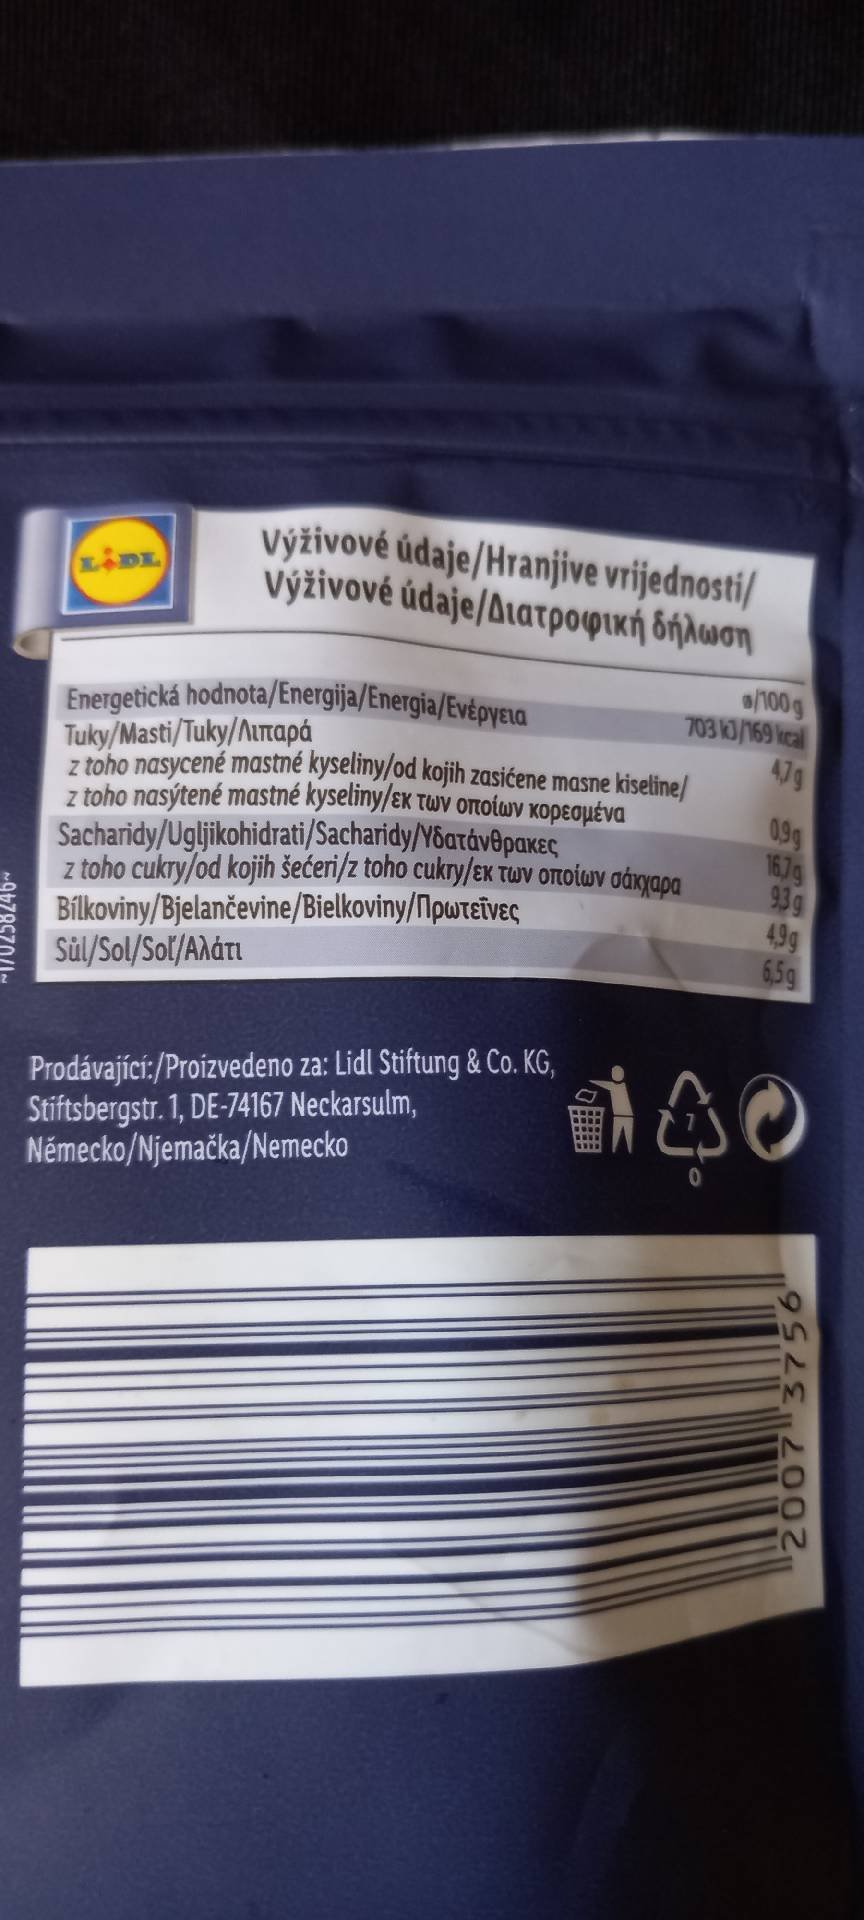 LIDL
Výživové údaje/Hranjive vrijednosti/
Výživové údaje/Διατροφική δήλωση
ø/100 g
Energetická hodnota/Energija/Energia/Ενέργεια 703 kJ/169 kcal
Tuky/Masti/Tuky/Λιπαρά 4,7 g
z toho nasycené mastné kyseliny/od kojih zasićene masne kiseline/
z toho nasýtené mastné kyseliny/εκ των οποίων κορεσμένα 0,9 g
Sacharidy/Ugljikohidrati/Sacharidy/Υδατάνθρακες 16,7 g
z toho cukry/od kojih šećeri/z toho cukry/εκ των οποίων σάκχαρα 9,3 g
Bílkoviny/Bjelančevine/Bielkoviny/Πρωτεΐνες 4,9 g
Sůl/Sol/Soľ/Αλάτι 6,5 g
Prodávající:/Proizvedeno za: Lidl Stiftung & Co. KG,
Stiftsbergstr. 1, DE-74167 Neckarsulm,
Německo/Njemačka/Nemecko
7
0
2007 3756